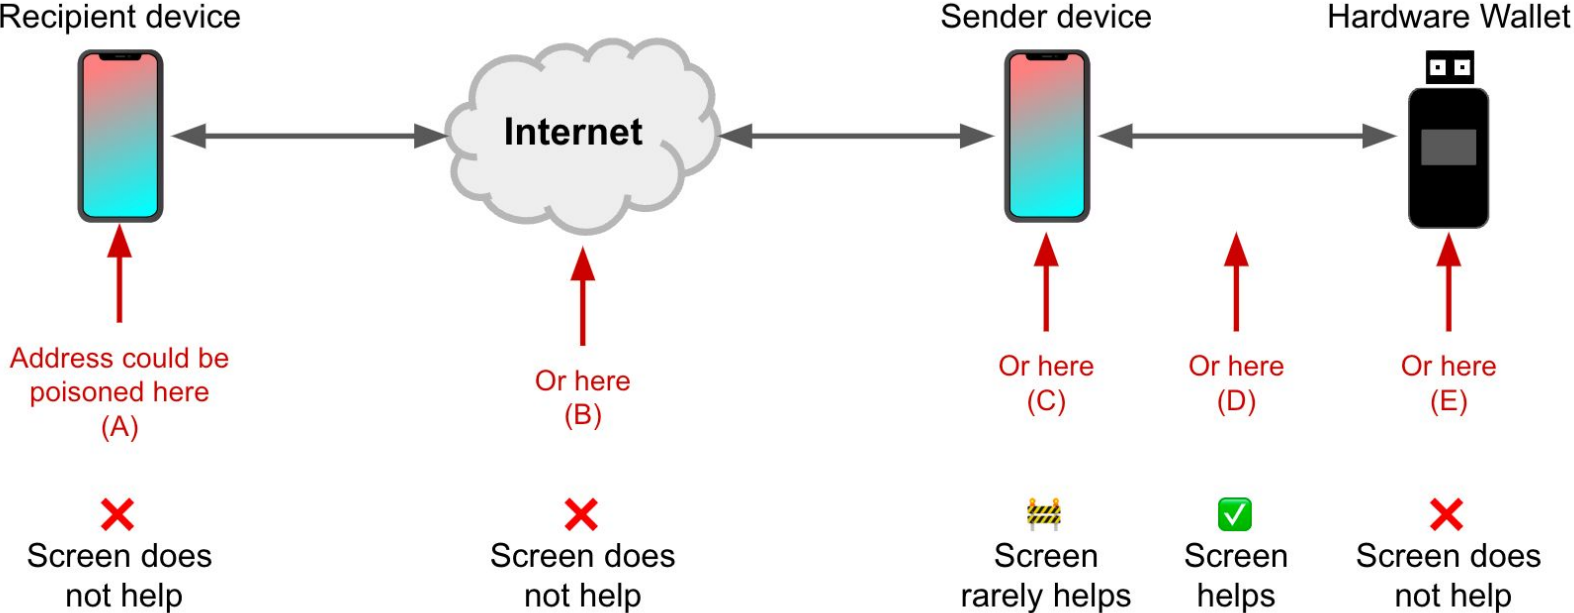 Recipient device
Sender device
Hardware Wallet
Internet
Address could be
poisoned here
(A)
Or here
(B)
Or here
(C)
Or here
(D)
Or here
(E)
Screen does
not help
Screen does
not help
Screen
rarely helps
Screen
helps
Screen does
not help